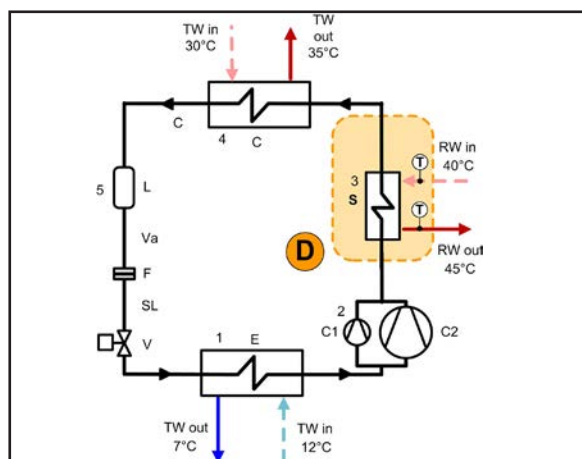 TW in
30°C
TW
out
35°C
C
4
C
RW in
40°C
T
3
S
T
RW out
45°C
D
5
L
Va
F
SL
V
2
C1
C2
1
E
TW out
7°C
TW in
12°C